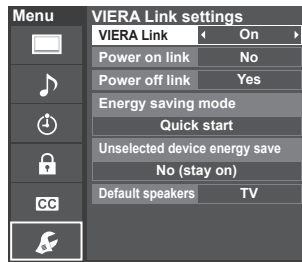 Menu
VIERA Link settings
VIERA Link On
Power on link No
Power off link Yes
Energy saving mode
Quick start
Unselected device energy save
No (stay on)
Default speakers TV
CC